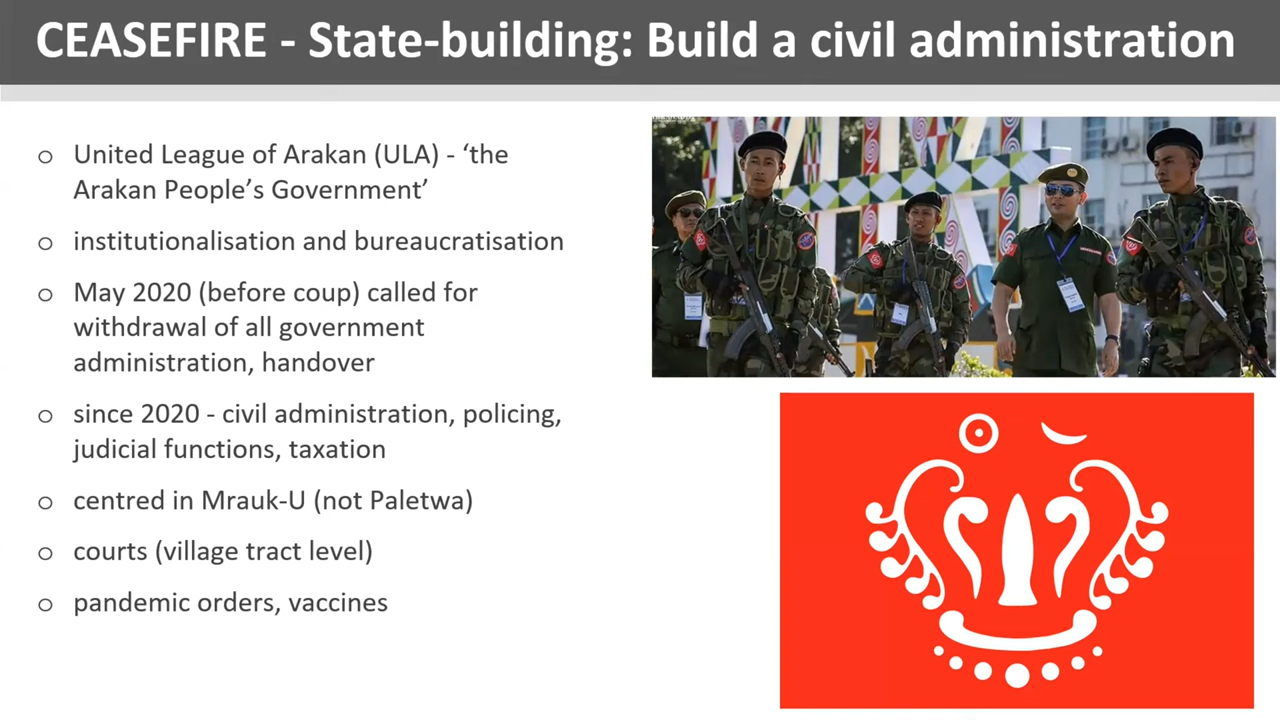 CEASEFIRE - State-building: Build a civil administration
o United League of Arakan (ULA) - ‘the
Arakan People’s Government’
o institutionalisation and bureaucratisation
o May 2020 (before coup) called for
withdrawal of all government
administration, handover
o since 2020 - civil administration, policing,
judicial functions, taxation
o centred in Mrauk-U (not Paletwa)
o courts (village tract level)
o pandemic orders, vaccines